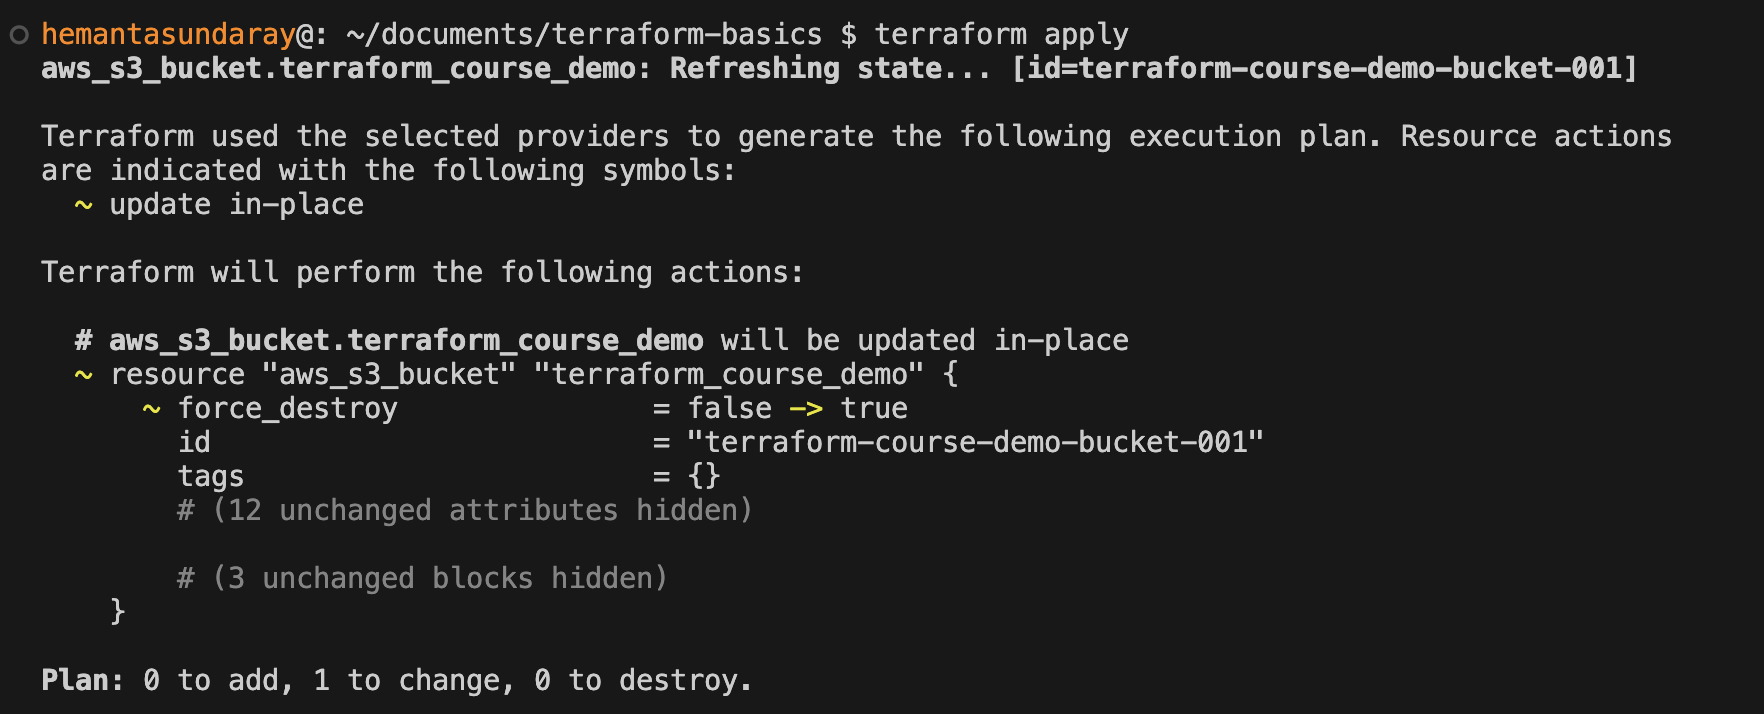 hemantasundaray@: ~/documents/terraform-basics $ terraform apply
aws_s3_bucket.terraform_course_demo: Refreshing state... [id=terraform-course-demo-bucket-001]

Terraform used the selected providers to generate the following execution plan. Resource actions
are indicated with the following symbols:
  ~ update in-place

Terraform will perform the following actions:

  # aws_s3_bucket.terraform_course_demo will be updated in-place
  ~ resource "aws_s3_bucket" "terraform_course_demo" {
      ~ force_destroy               = false -> true
        id                          = "terraform-course-demo-bucket-001"
        tags                        = {}
        # (12 unchanged attributes hidden)

        # (3 unchanged blocks hidden)
    }

Plan: 0 to add, 1 to change, 0 to destroy.